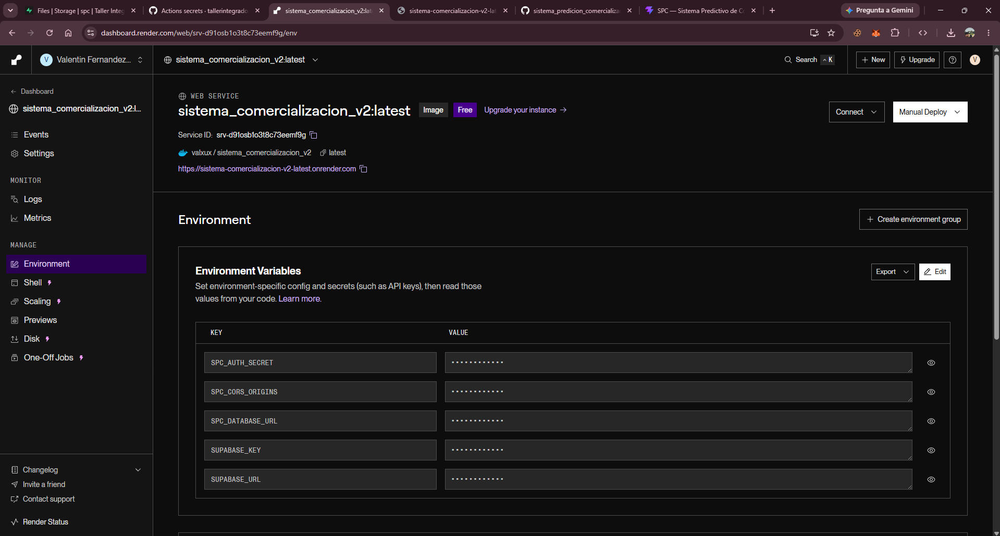 Files | Storage | spc | Taller Integ
Actions secrets · tallerintegrado
sistema_comercializacion_v2:lat
sistema-comercializacion-v2-lat
sistema_predicion_comercializa
SPC — Sistema Predictivo de Co
Pregunta a Gemini
dashboard.render.com/web/srv-d91osb1o3t8c73eemf9g/env
V
Valentin Fernandez...
sistema_comercializacion_v2:latest
Search
K
New
Upgrade
V
Dashboard
sistema_comercializacion_v2:l...
Events
Settings
MONITOR
Logs
Metrics
MANAGE
Environment
Shell
Scaling
Previews
Disk
One-Off Jobs
Changelog
Invite a friend
Contact support
Render Status
WEB SERVICE
sistema_comercializacion_v2:latest
Image
Free
Upgrade your instance
Connect
Manual Deploy
Service ID: srv-d91osb1o3t8c73eemf9g
valxux / sistema_comercializacion_v2 latest
https://sistema-comercializacion-v2-latest.onrender.com
Environment
Create environment group
Environment Variables
Export
Edit
Set environment-specific config and secrets (such as API keys), then read those
values from your code. Learn more.
KEY
VALUE
SPC_AUTH_SECRET
••••••••••••
SPC_CORS_ORIGINS
••••••••••••
SPC_DATABASE_URL
••••••••••••
SUPABASE_KEY
••••••••••••
SUPABASE_URL
••••••••••••